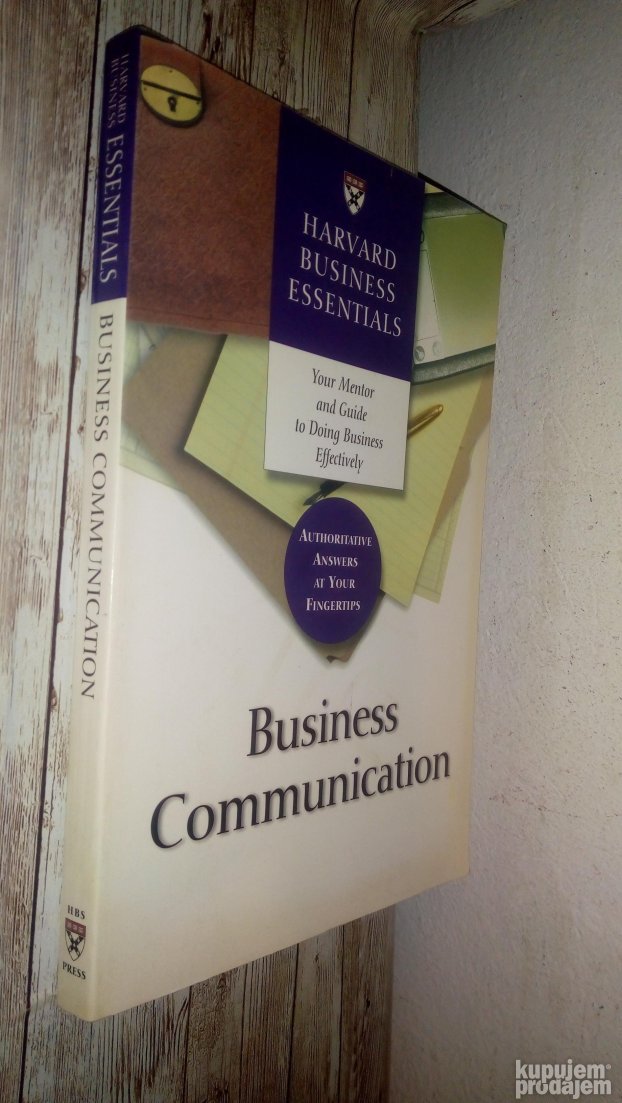 HARVARD
BUSINESS
ESSENTIALS
BUSINESS COMMUNICATION
HBS
PRESS
HARVARD
BUSINESS
ESSENTIALS
Your Mentor
and Guide
to Doing Business
Effectively
AUTHORITATIVE
ANSWERS
AT YOUR
FINGERTIPS
Business
Communication
kupujem
prodajem